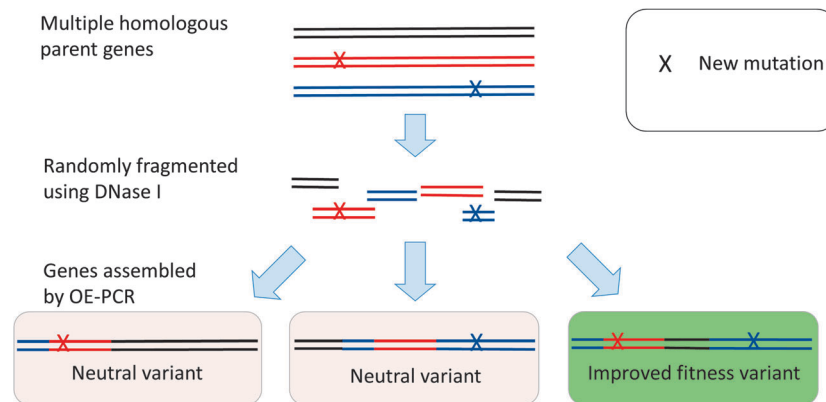 Multiple homologous
parent genes
X New mutation
Randomly fragmented
using DNase I
Genes assembled
by OE-PCR
Neutral variant
Neutral variant
Improved fitness variant